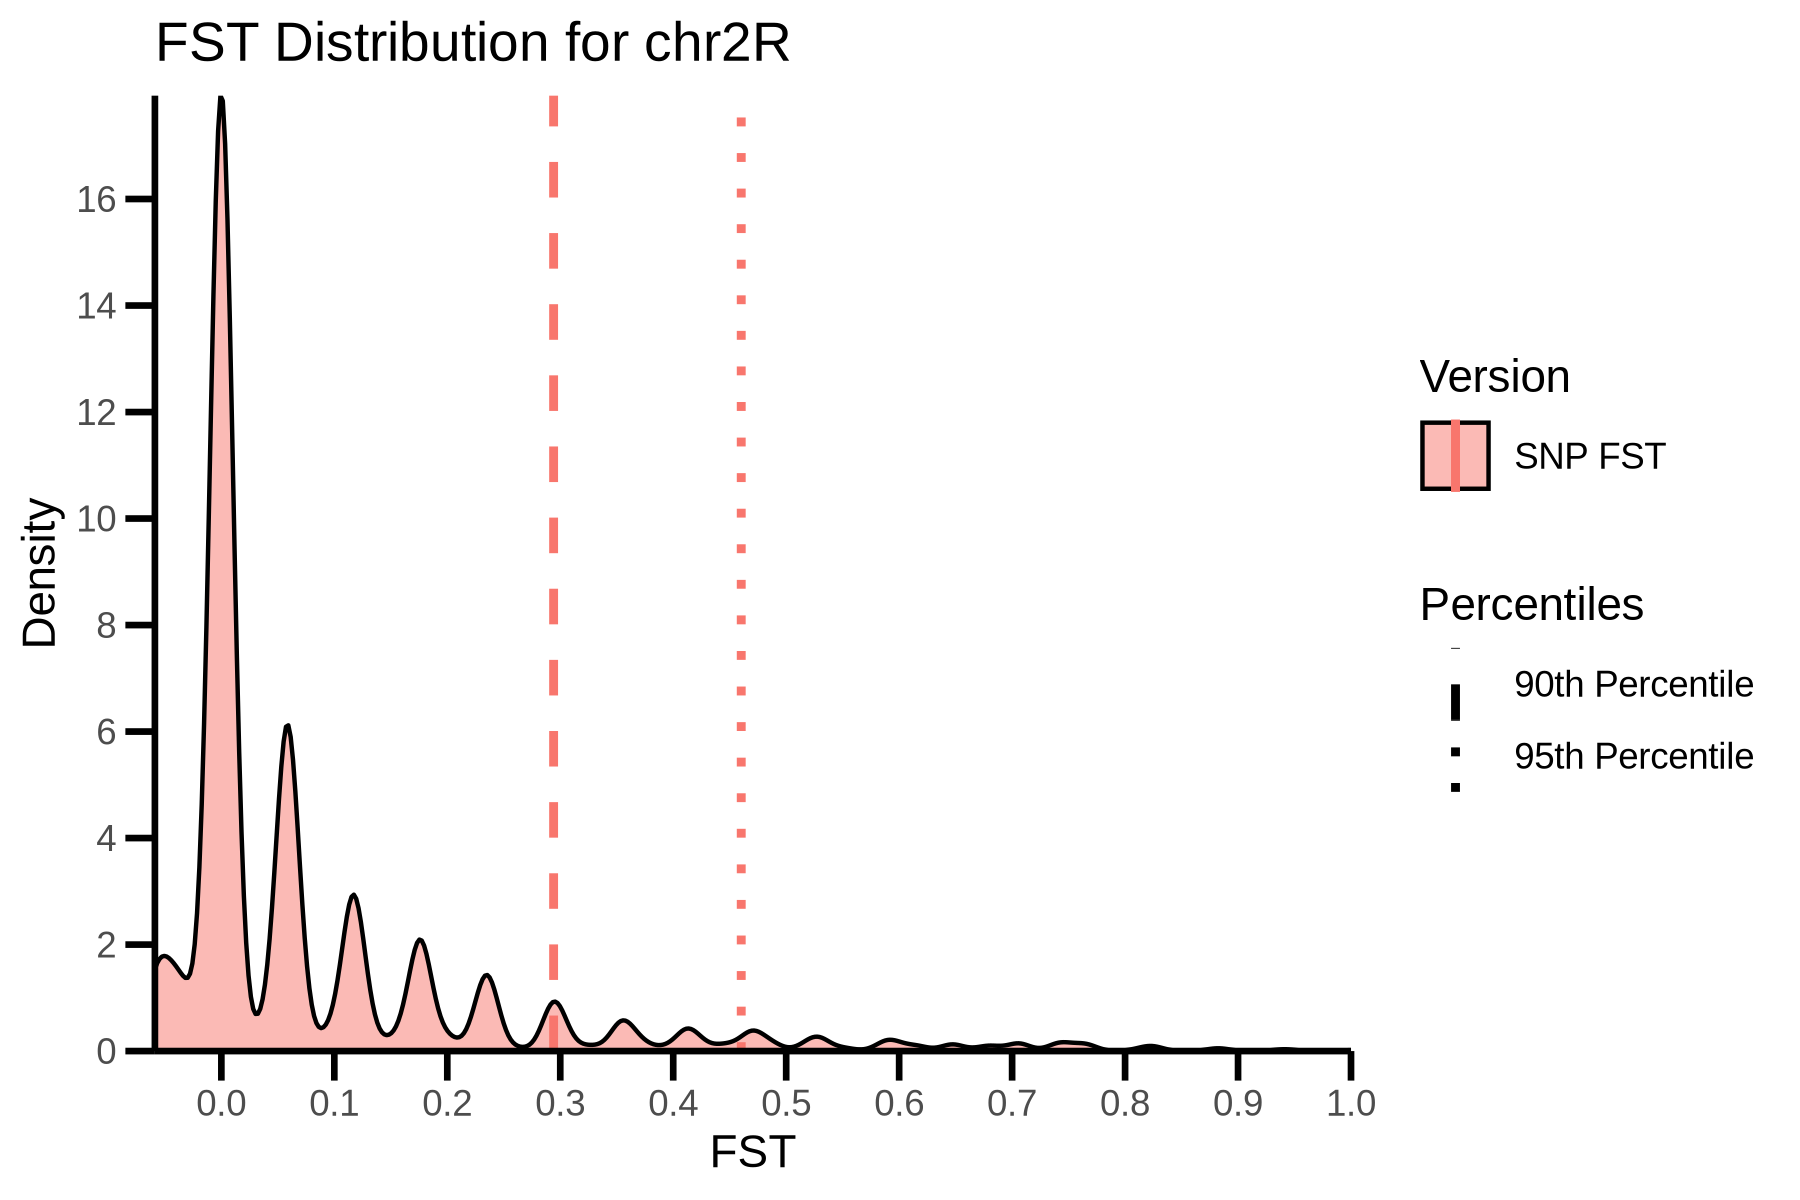 FST Distribution for chr2R
Density
16
14
12
10
8
6
4
2
0
0.0 0.1 0.2 0.3 0.4 0.5 0.6 0.7 0.8 0.9 1.0
FST
Version
SNP FST
Percentiles
90th Percentile
95th Percentile